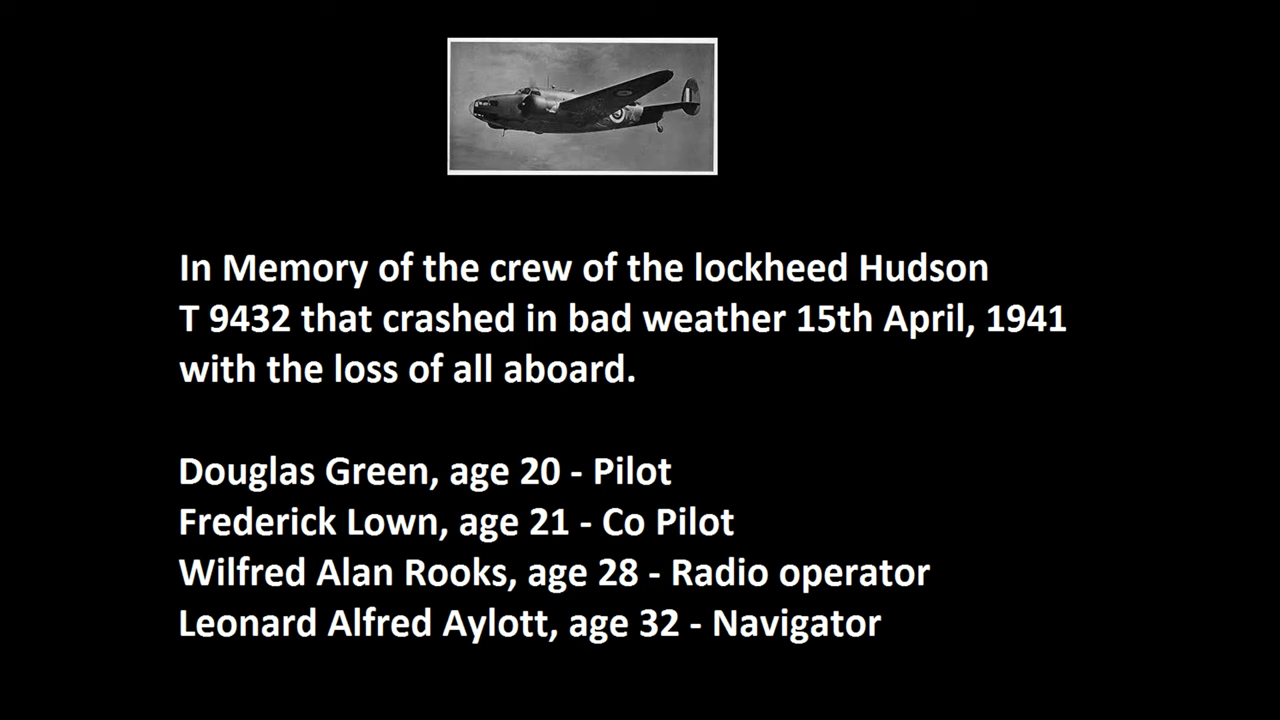 In Memory of the crew of the lockheed Hudson
T 9432 that crashed in bad weather 15th April, 1941
with the loss of all aboard.
Douglas Green, age 20 - Pilot
Frederick Lown, age 21 - Co Pilot
Wilfred Alan Rooks, age 28 - Radio operator
Leonard Alfred Aylott, age 32 - Navigator